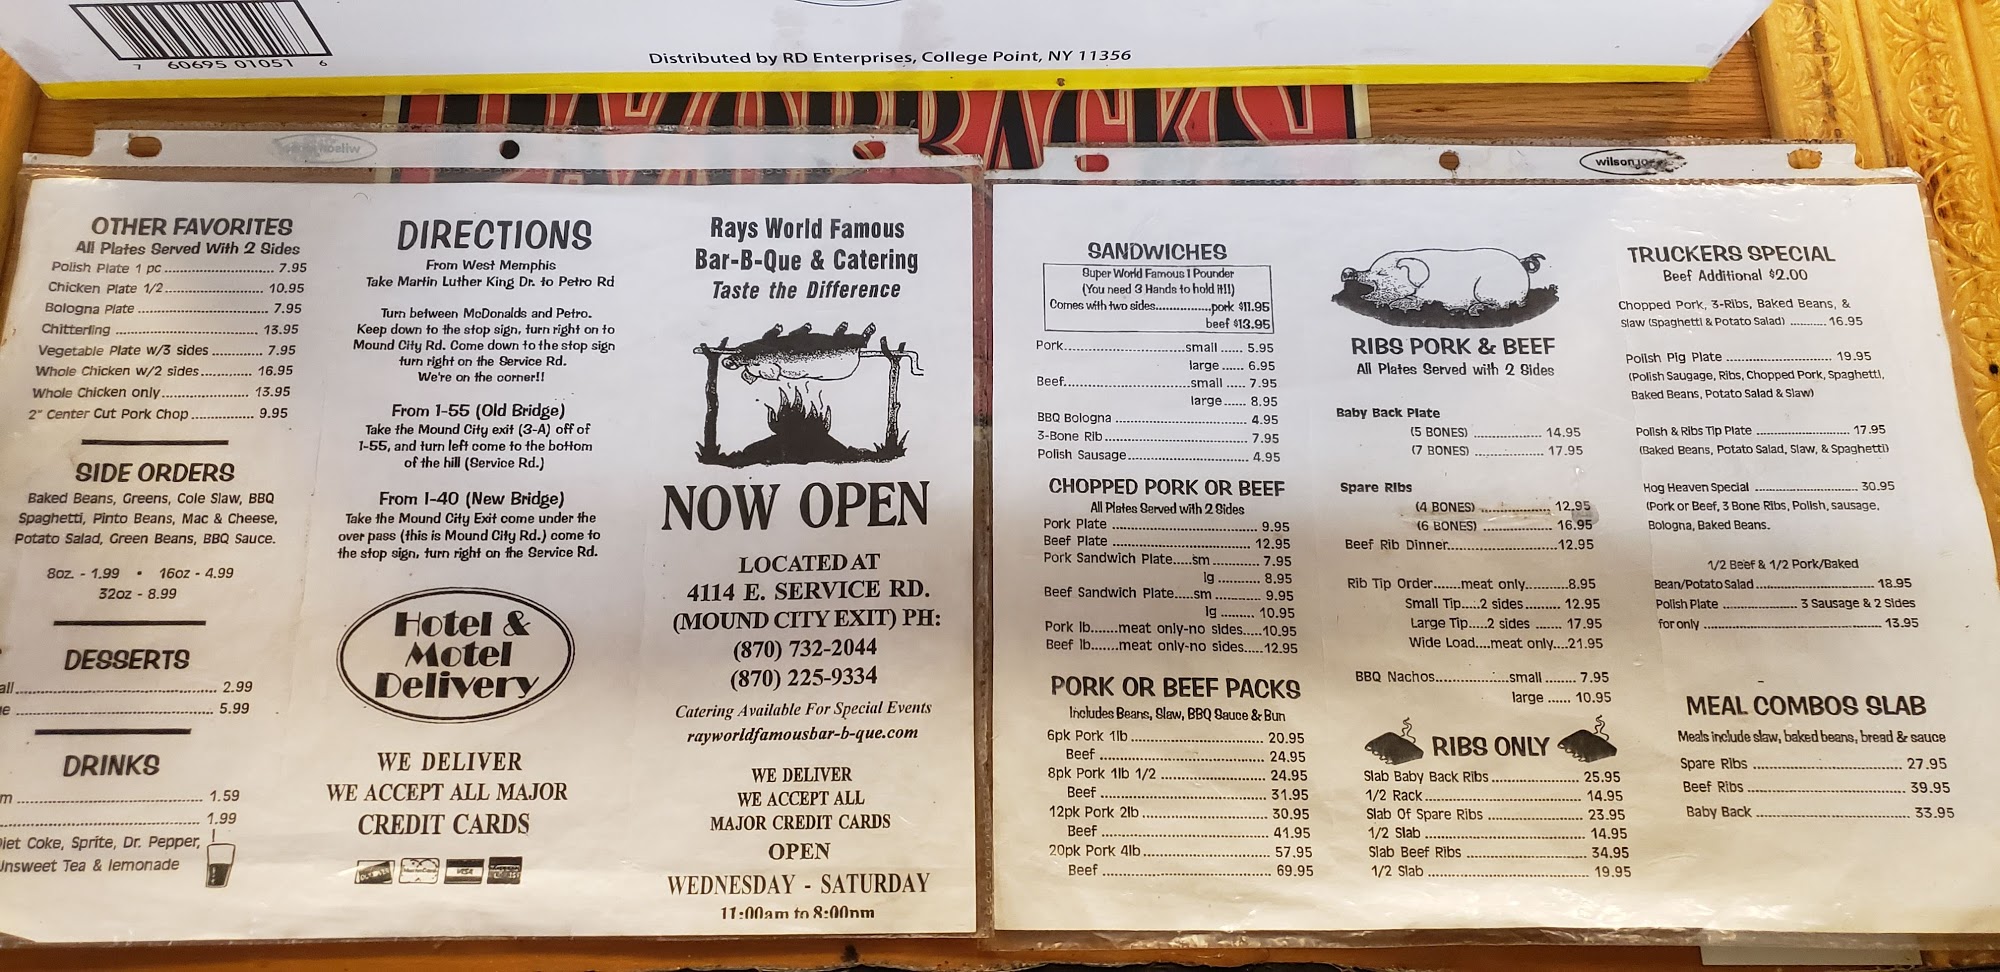 7 60695 01051 6
Distributed by RD Enterprises, College Point, NY 11356
OTHER FAVORITES
All Plates Served With 2 Sides
Polish Plate 1 pc 7.95
Chicken Plate 1/2 10.95
Bologna Plate 7.95
Chitterling 13.95
Vegetable Plate w/3 sides 7.95
Whole Chicken w/2 sides 16.95
Whole Chicken only 13.95
2" Center Cut Pork Chop 9.95
SIDE ORDERS
Baked Beans, Greens, Cole Slaw, BBQ
Spaghetti, Pinto Beans, Mac & Cheese,
Potato Salad, Green Beans, BBQ Sauce.
8oz. - 1.99 • 16oz - 4.99
32oz - 8.99
DESSERTS
2.99
5.99
DRINKS
1.59
1.99
Coke, Sprite, Dr. Pepper,
Tea & lemonade
DIRECTIONS
From West Memphis
Take Martin Luther King Dr. to Petro Rd
Turn between McDonalds and Petro.
Keep down to the stop sign, turn right on to
Mound City Rd. Come down to the stop sign
turn right on the Service Rd.
We're on the corner!!
From 1-55 (Old Bridge)
Take the Mound City exit (3-A) off of
1-55, and turn left come to the bottom
of the hill (Service Rd.)
From I-40 (New Bridge)
Take the Mound City Exit come under the
over pass (this is Mound City Rd.) come to
the stop sign, turn right on the Service Rd.
Hotel &
Motel
Delivery
WE DELIVER
WE ACCEPT ALL MAJOR
CREDIT CARDS
VISA
Rays World Famous
Bar-B-Que & Catering
Taste the Difference
NOW OPEN
LOCATED AT
4114 E. SERVICE RD.
(MOUND CITY EXIT) PH:
(870) 732-2044
(870) 225-9334
Catering Available For Special Events
rayworldfamousbar-b-que.com
WE DELIVER
WE ACCEPT ALL
MAJOR CREDIT CARDS
OPEN
WEDNESDAY - SATURDAY
11:00am to 8:00pm
SANDWICHES
Super World Famous 1 Pounder
(You need 3 Hands to hold it!!)
Comes with two sides pork $11.95
beef $13.95
Pork small 5.95
large 6.95
Beef small 7.95
large 8.95
BBQ Bologna 4.95
3-Bone Rib 7.95
Polish Sausage 4.95
CHOPPED PORK OR BEEF
All Plates Served with 2 Sides
Pork Plate 9.95
Beef Plate 12.95
Pork Sandwich Plate sm 7.95
lg 8.95
Beef Sandwich Plate sm 9.95
lg 10.95
Pork lb meat only-no sides 10.95
Beef lb meat only-no sides 12.95
PORK OR BEEF PACKS
Includes Beans, Slaw, BBQ Sauce & Bun
6pk Pork 1lb 20.95
Beef 24.95
8pk Pork 1lb 1/2 24.95
Beef 31.95
12pk Pork 2lb 30.95
Beef 41.95
20pk Pork 4lb 57.95
Beef 69.95
RIBS PORK & BEEF
All Plates Served with 2 Sides
Baby Back Plate
(5 BONES) 14.95
(7 BONES) 17.95
Spare Ribs
(4 BONES) 12.95
(6 BONES) 16.95
Beef Rib Dinner 12.95
Rib Tip Order meat only 8.95
Small Tip 2 sides 12.95
Large Tip 2 sides 17.95
Wide Load meat only 21.95
BBQ Nachos small 7.95
large 10.95
RIBS ONLY
Slab Baby Back Ribs 25.95
1/2 Rack 14.95
Slab Of Spare Ribs 23.95
1/2 Slab 14.95
Slab Beef Ribs 34.95
1/2 Slab 19.95
TRUCKERS SPECIAL
Beef Additional $2.00
Chopped Pork, 3-Ribs, Baked Beans, &
Slaw (Spaghetti & Potato Salad) 16.95
Polish Pig Plate 19.95
(Polish Saugage, Ribs, Chopped Pork, Spaghetti,
Baked Beans, Potato Salad & Slaw)
Polish & Ribs Tip Plate 17.95
(Baked Beans, Potato Salad, Slaw, & Spaghetti)
Hog Heaven Special 30.95
(Pork or Beef, 3 Bone Ribs, Polish, sausage,
Bologna, Baked Beans.
1/2 Beef & 1/2 Pork/Baked
Bean/Potato Salad 18.95
Polish Plate 3 Sausage & 2 Sides
for only 13.95
MEAL COMBOS SLAB
Meals include slaw, baked beans, bread & sauce
Spare Ribs 27.95
Beef Ribs 39.95
Baby Back 33.95